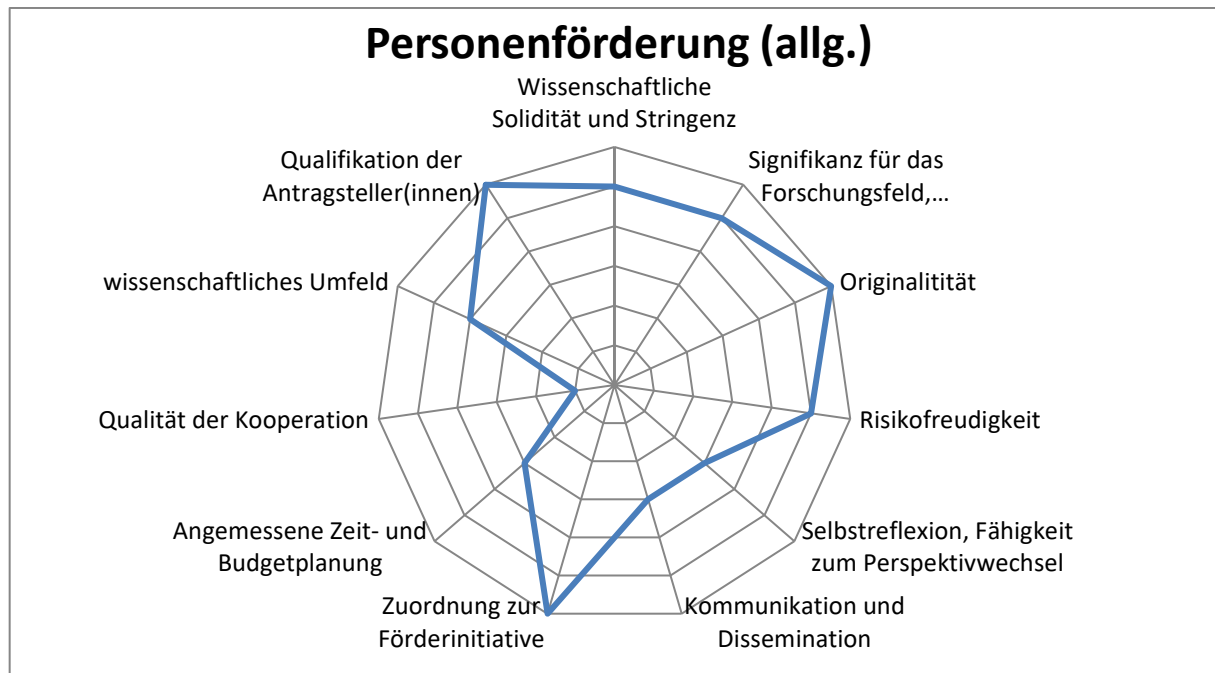 Personenförderung (allg.)
Wissenschaftliche
Solidität und Stringenz
Signifikanz für das
Forschungsfeld,...
Originalitität
Risikofreudigkeit
Selbstreflexion, Fähigkeit
zum Perspektivwechsel
Kommunikation und
Dissemination
Zuordnung zur
Förderinitiative
Angemessene Zeit- und
Budgetplanung
Qualität der Kooperation
wissenschaftliches Umfeld
Qualifikation der
Antragsteller(innen)